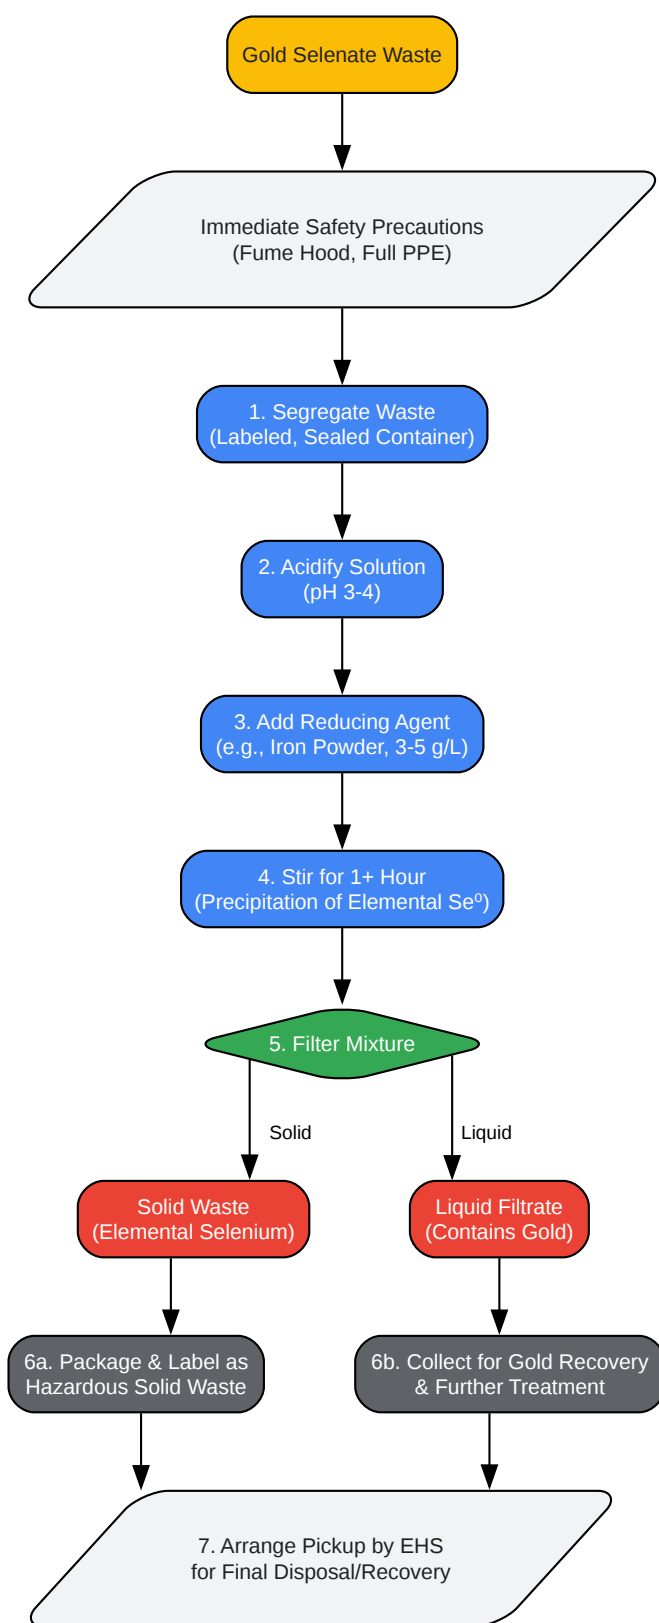 Gold Selenate Waste
Immediate Safety Precautions
(Fume Hood, Full PPE)
1. Segregate Waste
(Labeled, Sealed Container)
2. Acidify Solution
(pH 3-4)
3. Add Reducing Agent
(e.g., Iron Powder, 3-5 g/L)
4. Stir for 1+ Hour
(Precipitation of Elemental Se⁰)
5. Filter Mixture
Solid
Liquid
Solid Waste
(Elemental Selenium)
Liquid Filtrate
(Contains Gold)
6a. Package & Label as
Hazardous Solid Waste
6b. Collect for Gold Recovery
& Further Treatment
7. Arrange Pickup by EHS
for Final Disposal/Recovery